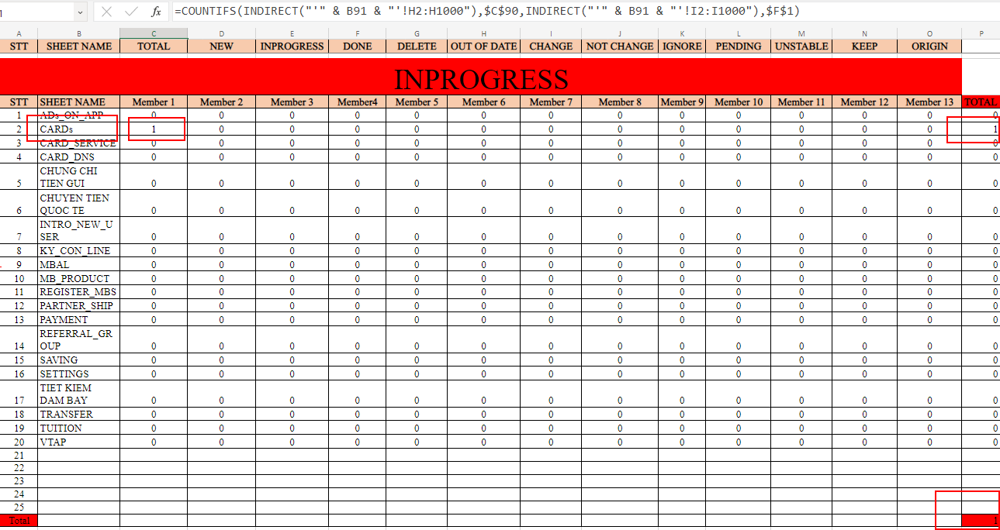 1
fx
=COUNTIFS(INDIRECT("'" & B91 & "'!H2:H1000"),$C$90,INDIRECT("'" & B91 & "'!I2:I1000"),$F$1)
A B C D E F G H I J K L M N O P
STT SHEET NAME TOTAL NEW INPROGRESS DONE DELETE OUT OF DATE CHANGE NOT CHANGE IGNORE PENDING UNSTABLE KEEP ORIGIN
INPROGRESS
STT SHEET NAME Member 1 Member 2 Member 3 Member4 Member 5 Member 6 Member 7 Member 8 Member 9 Member 10 Member 11 Member 12 Member 13 TOTAL
1 ADs_ON_APP 0 0 0 0 0 0 0 0 0 0 0 0 0 0
2 CARDs 1 0 0 0 0 0 0 0 0 0 0 0 0 1
3 CARD_SERVICE 0 0 0 0 0 0 0 0 0 0 0 0 0 0
4 CARD_DNS 0 0 0 0 0 0 0 0 0 0 0 0 0 0
CHUNG CHI
5 TIEN GUI 0 0 0 0 0 0 0 0 0 0 0 0 0 0
CHUYEN TIEN
6 QUOC TE 0 0 0 0 0 0 0 0 0 0 0 0 0 0
INTRO_NEW_U
7 SER 0 0 0 0 0 0 0 0 0 0 0 0 0 0
8 KY_CON_LINE 0 0 0 0 0 0 0 0 0 0 0 0 0 0
9 MBAL 0 0 0 0 0 0 0 0 0 0 0 0 0 0
10 MB_PRODUCT 0 0 0 0 0 0 0 0 0 0 0 0 0 0
11 REGISTER_MBS 0 0 0 0 0 0 0 0 0 0 0 0 0 0
12 PARTNER_SHIP 0 0 0 0 0 0 0 0 0 0 0 0 0 0
13 PAYMENT 0 0 0 0 0 0 0 0 0 0 0 0 0 0
REFERRAL_GR
14 OUP 0 0 0 0 0 0 0 0 0 0 0 0 0 0
15 SAVING 0 0 0 0 0 0 0 0 0 0 0 0 0 0
16 SETTINGS 0 0 0 0 0 0 0 0 0 0 0 0 0 0
TIET KIEM
17 DAM BAY 0 0 0 0 0 0 0 0 0 0 0 0 0 0
18 TRANSFER 0 0 0 0 0 0 0 0 0 0 0 0 0 0
19 TUITION 0 0 0 0 0 0 0 0 0 0 0 0 0 0
20 VTAP 0 0 0 0 0 0 0 0 0 0 0 0 0 0
21
22
23
24
25
Total 1